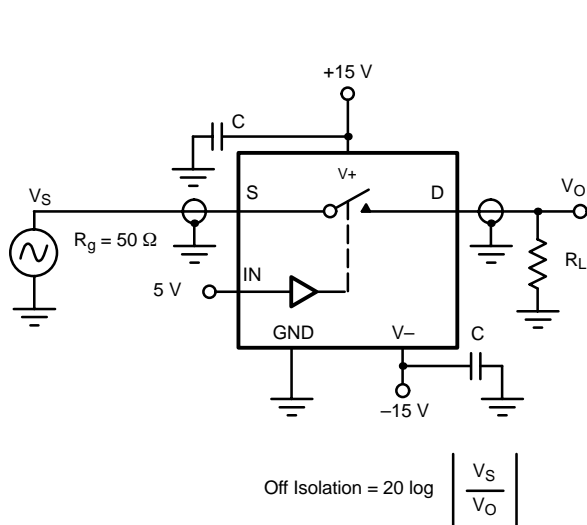 +15 V
C
V+
VS
S
D
VO
Rg = 50 Ω
RL
IN
5 V
GND
V–
C
–15 V
Off Isolation = 20 log | VS / VO |